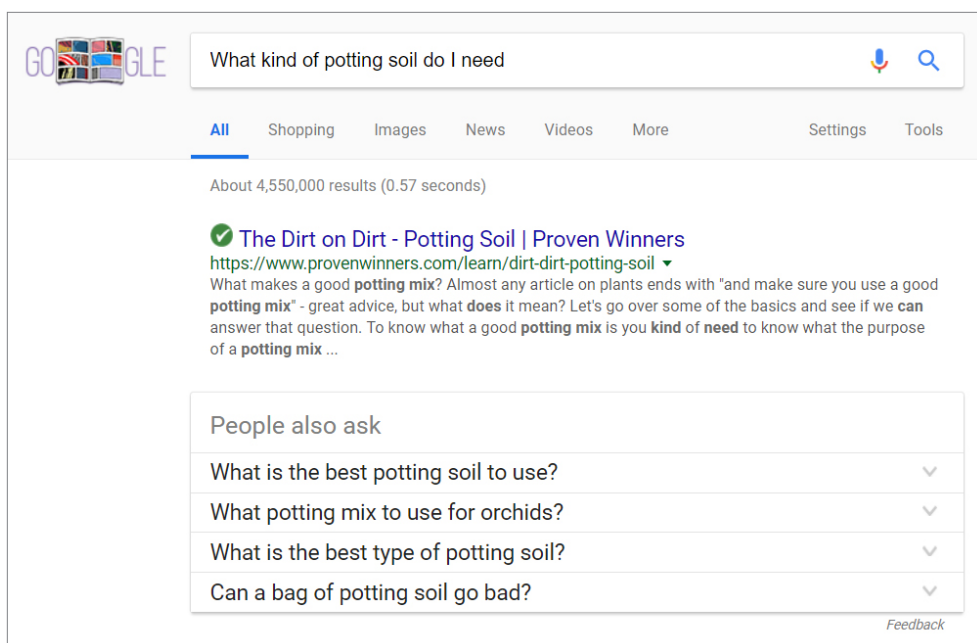 GO GLE
What kind of potting soil do I need
All Shopping Images News Videos More Settings Tools
About 4,550,000 results (0.57 seconds)
The Dirt on Dirt - Potting Soil | Proven Winners
https://www.provenwinners.com/learn/dirt-dirt-potting-soil
What makes a good potting mix? Almost any article on plants ends with "and make sure you use a good
potting mix" - great advice, but what does it mean? Let's go over some of the basics and see if we can
answer that question. To know what a good potting mix is you kind of need to know what the purpose
of a potting mix ...
People also ask
What is the best potting soil to use?
What potting mix to use for orchids?
What is the best type of potting soil?
Can a bag of potting soil go bad?
Feedback